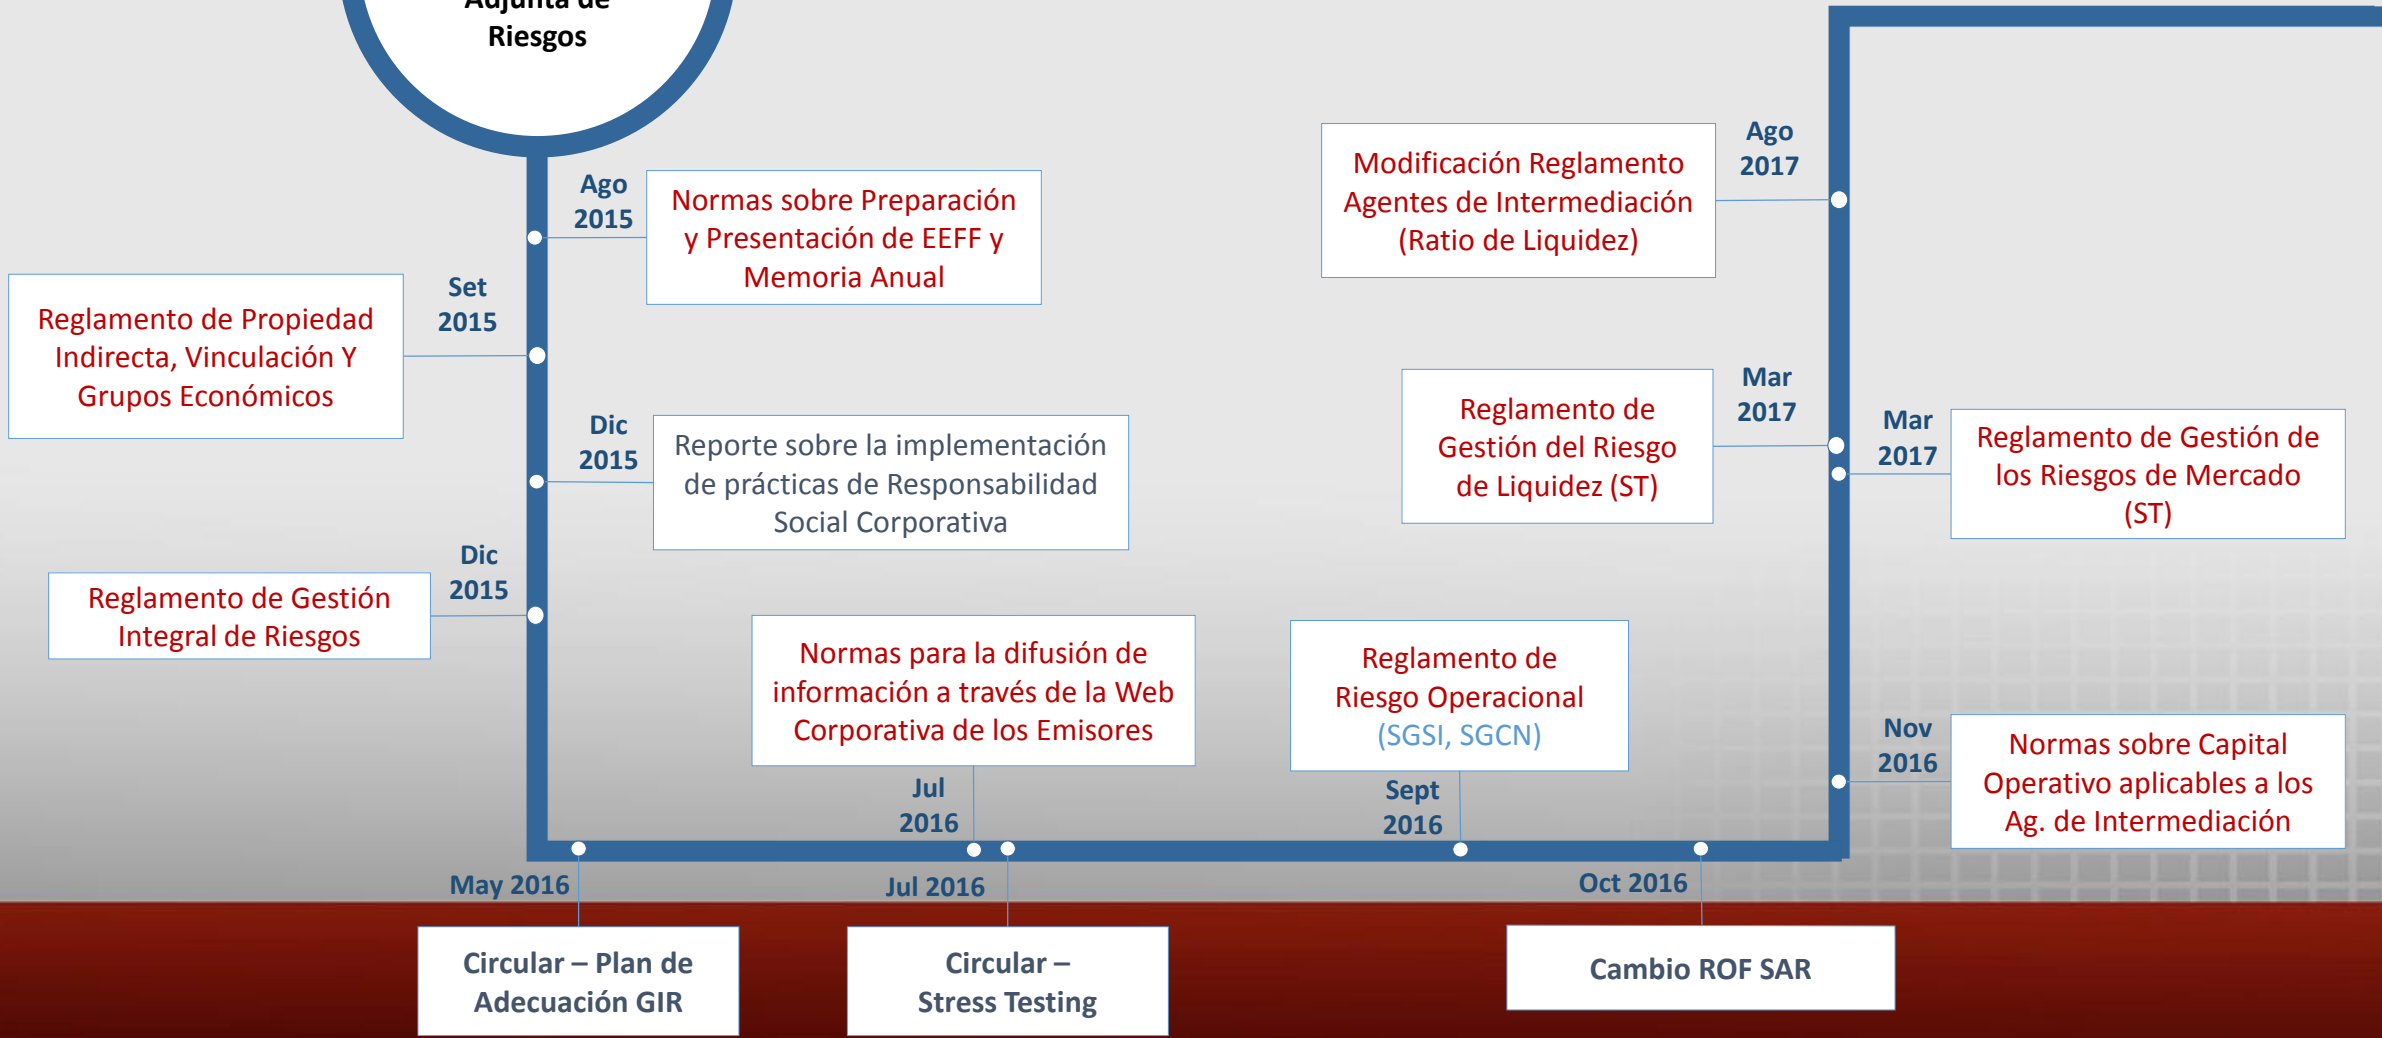 Adjunta de
Riesgos
Ago
2015
Normas sobre Preparación
y Presentación de EEFF y
Memoria Anual
Set
2015
Reglamento de Propiedad
Indirecta, Vinculación Y
Grupos Económicos
Dic
2015
Reporte sobre la implementación
de prácticas de Responsabilidad
Social Corporativa
Dic
2015
Reglamento de Gestión
Integral de Riesgos
May 2016
Circular – Plan de
Adecuación GIR
Normas para la difusión de
información a través de la Web
Corporativa de los Emisores
Jul
2016
Jul 2016
Circular –
Stress Testing
Reglamento de
Riesgo Operacional
(SGSI, SGCN)
Sept
2016
Oct 2016
Cambio ROF SAR
Nov
2016
Normas sobre Capital
Operativo aplicables a los
Ag. de Intermediación
Mar
2017
Reglamento de Gestión de
los Riesgos de Mercado
(ST)
Mar
2017
Reglamento de
Gestión del Riesgo
de Liquidez (ST)
Ago
2017
Modificación Reglamento
Agentes de Intermediación
(Ratio de Liquidez)